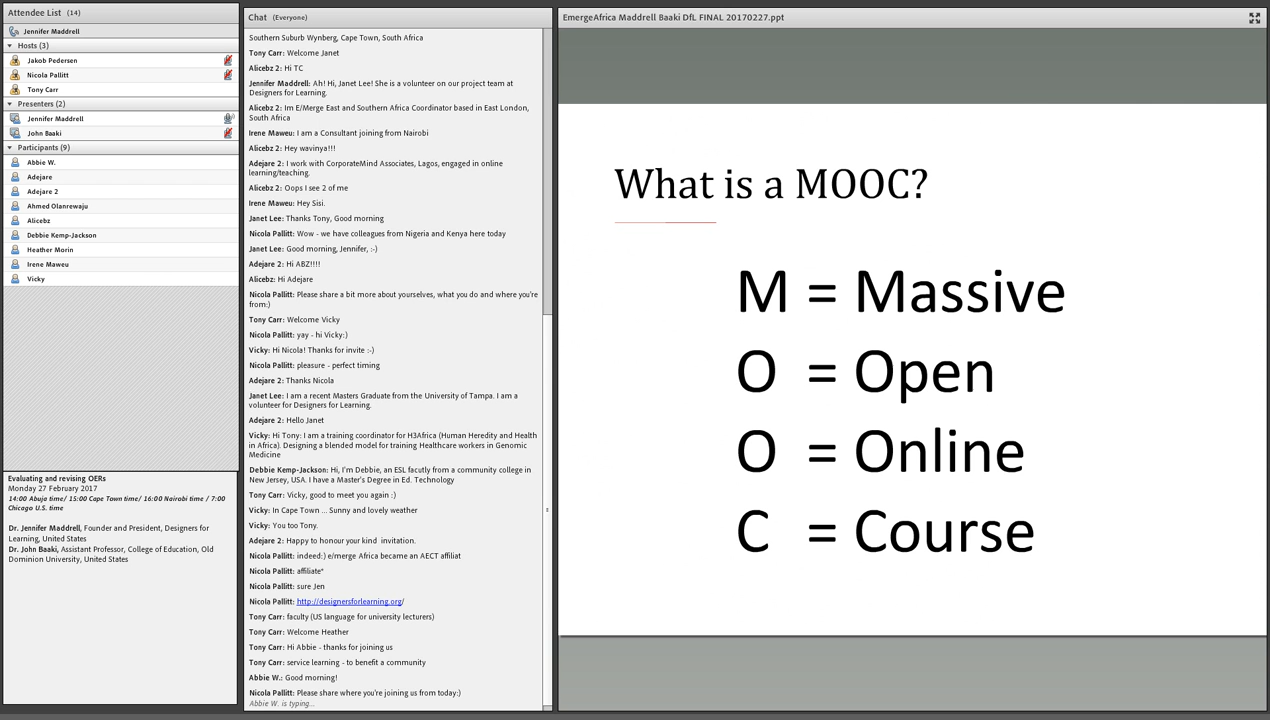 Attendee List (14)
Jennifer Maddrell
Hosts (3)
Jakob Pedersen
Nicola Pallitt
Tony Carr
Presenters (2)
Jennifer Maddrell
John Baaki
Participants (9)
Abbie W.
Adejare
Adejare 2
Ahmed Olanrewaju
Alicebz
Debbie Kemp-Jackson
Heather Morin
Irene Maweu
Vicky
Evaluating and revising OERs
Monday 27 February 2017
14:00 Abuja time/ 15:00 Cape Town time/ 16:00 Nairobi time / 7:00
Chicago U.S. time
Dr. Jennifer Maddrell, Founder and President, Designers for
Learning, United States
Dr. John Baaki, Assistant Professor, College of Education, Old
Dominion University, United States
Chat (Everyone)
Southern Suburb Wynberg, Cape Town, South Africa
Tony Carr: Welcome Janet
Alicebz 2: Hi TC
Jennifer Maddrell: Ah! Hi, Janet Lee! She is a volunteer on our project team at
Designers for Learning.
Alicebz 2: Im E/Merge East and Southern Africa Coordinator based in East London,
South Africa
Irene Maweu: I am a Consultant joining from Nairobi
Alicebz 2: Hey wavinya!!!
Adejare 2: I work with CorporateMind Associates, Lagos, engaged in online
learning/teaching.
Alicebz 2: Oops I see 2 of me
Irene Maweu: Hey Sisi.
Janet Lee: Thanks Tony, Good morning
Nicola Pallitt: Wow - we have colleagues from Nigeria and Kenya here today
Janet Lee: Good morning, Jennifer, :-)
Adejare 2: Hi ABZ!!!!
Alicebz: Hi Adejare
Nicola Pallitt: Please share a bit more about yourselves, what you do and where you're
from:)
Tony Carr: Welcome Vicky
Nicola Pallitt: yay - hi Vicky:)
Vicky: Hi Nicola! Thanks for invite :-)
Nicola Pallitt: pleasure - perfect timing
Adejare 2: Thanks Nicola
Janet Lee: I am a recent Masters Graduate from the University of Tampa. I am a
volunteer for Designers for Learning.
Adejare 2: Hello Janet
Vicky: Hi Tony: I am a training coordinator for H3Africa (Human Heredity and Health
in Africa). Designing a blended model for training Healthcare workers in Genomic
Medicine
Debbie Kemp-Jackson: Hi, I'm Debbie, an ESL facutly from a community college in
New Jersey, USA. I have a Master's Degree in Ed. Technology
Tony Carr: Vicky, good to meet you again :)
Vicky: In Cape Town ... Sunny and lovely weather
Vicky: You too Tony.
Adejare 2: Happy to honour your kind invitation.
Nicola Pallitt: indeed:) e/merge Africa became an AECT affiliat
Nicola Pallitt: affiliate*
Nicola Pallitt: sure Jen
Nicola Pallitt: http://designersforlearning.org/
Tony Carr: faculty (US language for university lecturers)
Tony Carr: Welcome Heather
Tony Carr: Hi Abbie - thanks for joining us
Tony Carr: service learning - to benefit a community
Abbie W.: Good morning!
Nicola Pallitt: Please share where you're joining us from today:)
Abbie W. is typing...
EmergeAfrica Maddrell Baaki DfL FINAL 20170227.ppt
What is a MOOC?
M = Massive
O = Open
O = Online
C = Course